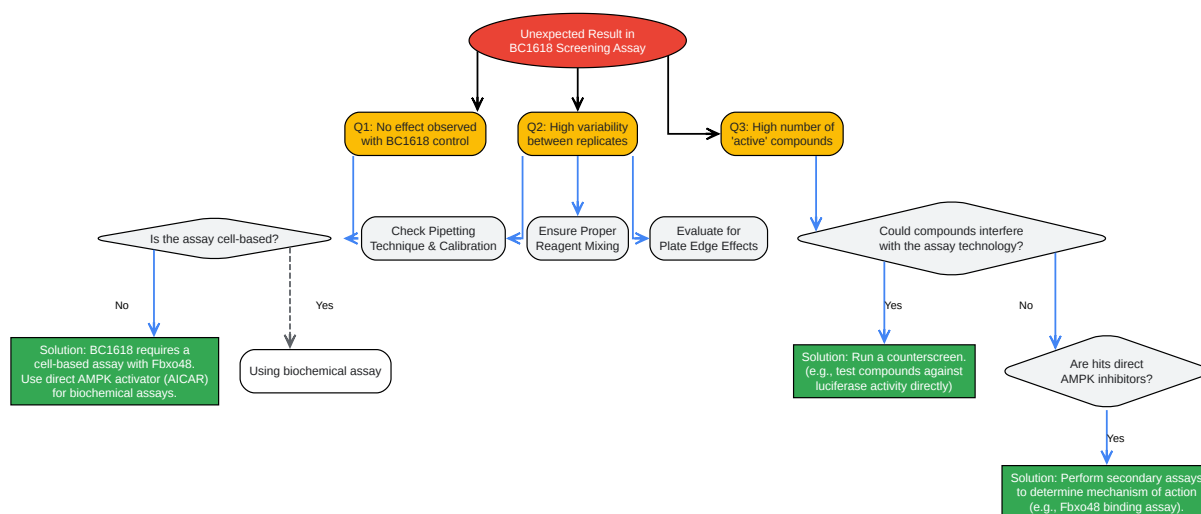 Unexpected Result in
BC1618 Screening Assay
Q1: No effect observed
with BC1618 control
Q2: High variability
between replicates
Q3: High number of
'active' compounds
Is the assay cell-based?
Check Pipetting
Technique & Calibration
Ensure Proper
Reagent Mixing
Evaluate for
Plate Edge Effects
Could compounds interfere
with the assay technology?
No
Yes
Yes
No
Solution: BC1618 requires a
cell-based assay with Fbxo48.
Use direct AMPK activator (AICAR)
for biochemical assays.
Using biochemical assay
Solution: Run a counterscreen.
(e.g., test compounds against
luciferase activity directly)
Are hits direct
AMPK inhibitors?
Yes
Solution: Perform secondary assays
to determine mechanism of action
(e.g., Fbxo48 binding assay).